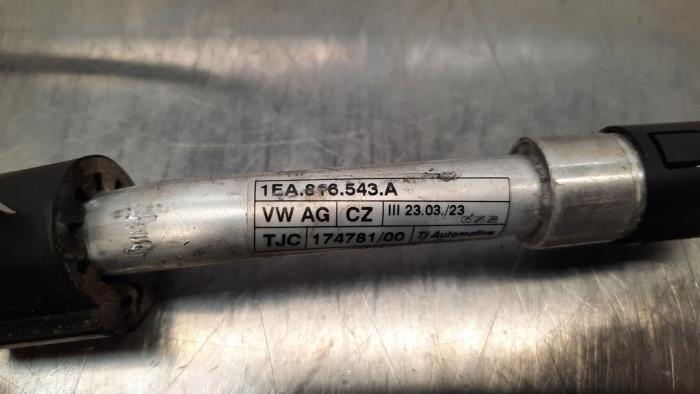 1EA.816.543.A
VW AG CZ III 23.03./23
TJC 174781/00 TI Automotive